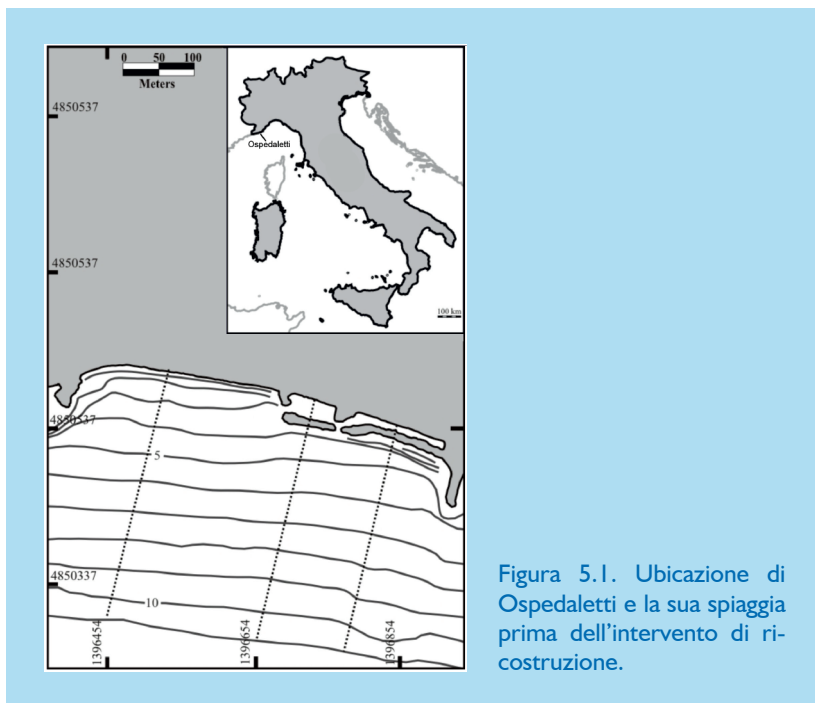 0 50 100
Meters
4850537
Ospedaletti
4850537
100 km
4850537
5
4850337
10
1396454
1396654
1396854
Figura 5.1. Ubicazione di
Ospedaletti e la sua spiaggia
prima dell'intervento di ri-
costruzione.